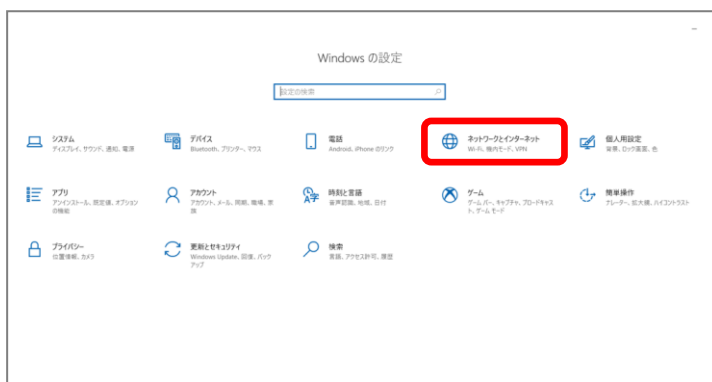 Windows の設定
設定の検索
システム
ディスプレイ、サウンド、通知、電源
デバイス
Bluetooth、プリンター、マウス
電話
Android、iPhone のリンク
ネットワークとインターネット
Wi-Fi、機内モード、VPN
個人用設定
背景、ロック画面、色
アプリ
アンインストール、既定値、オプション
の機能
アカウント
アカウント、メール、同期、職場、家
族
時刻と言語
音声認識、地域、日付
ゲーム
ゲーム バー、キャプチャ、ブロードキャス
ト、ゲーム モード
簡単操作
ナレーター、拡大鏡、ハイコントラスト
プライバシー
位置情報、カメラ
更新とセキュリティ
Windows Update、回復、バック
アップ
検索
言語、アクセス許可、履歴